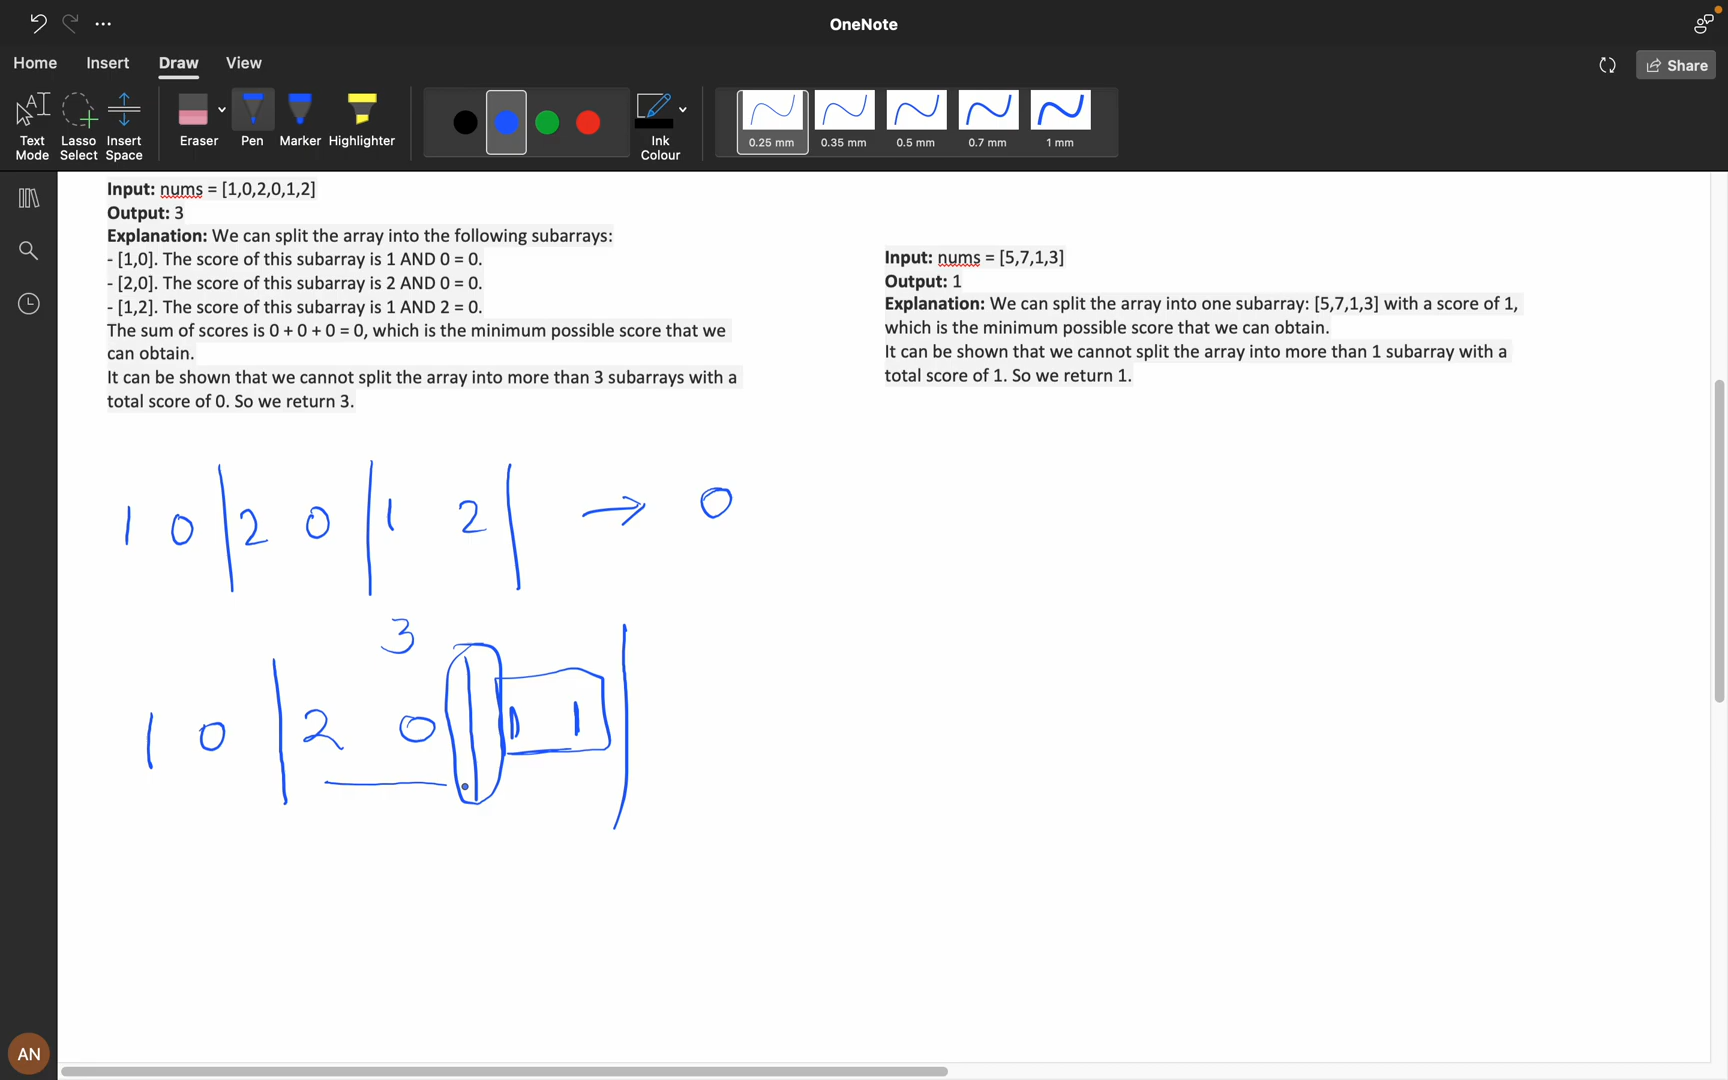 OneNote
Home Insert Draw View
Share
Text Mode
Lasso Select
Insert Space
Eraser
Pen
Marker
Highlighter
Ink Colour
0.25 mm
0.35 mm
0.5 mm
0.7 mm
1 mm
Input: nums = [1,0,2,0,1,2]
Output: 3
Explanation: We can split the array into the following subarrays:
- [1,0]. The score of this subarray is 1 AND 0 = 0.
- [2,0]. The score of this subarray is 2 AND 0 = 0.
- [1,2]. The score of this subarray is 1 AND 2 = 0.
The sum of scores is 0 + 0 + 0 = 0, which is the minimum possible score that we
can obtain.
It can be shown that we cannot split the array into more than 3 subarrays with a
total score of 0. So we return 3.
Input: nums = [5,7,1,3]
Output: 1
Explanation: We can split the array into one subarray: [5,7,1,3] with a score of 1,
which is the minimum possible score that we can obtain.
It can be shown that we cannot split the array into more than 1 subarray with a
total score of 1. So we return 1.
1 0 | 2 0 | 1 2 | → 0
3
1 0 | 2 0 | 1 1 |
AN